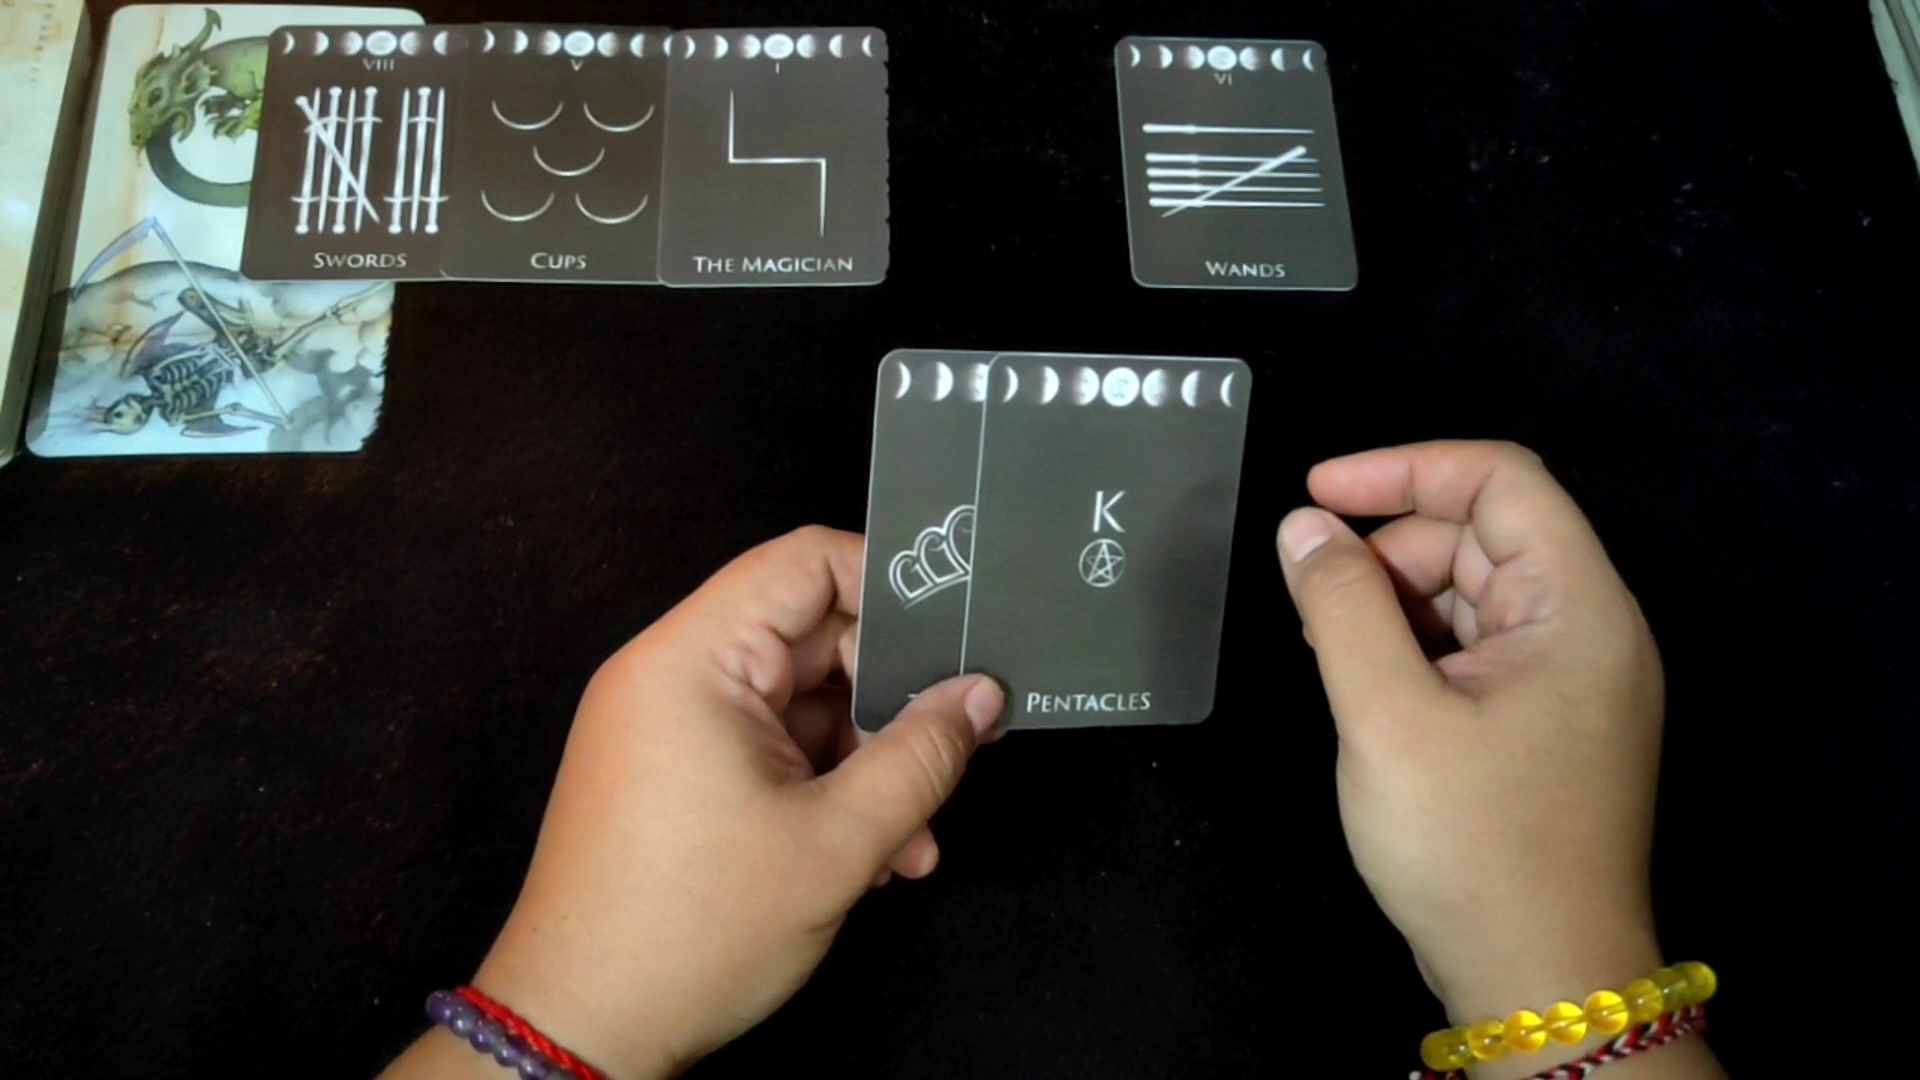 VIII
SWORDS
V
CUPS
I
THE MAGICIAN
VI
WANDS
K
PENTACLES